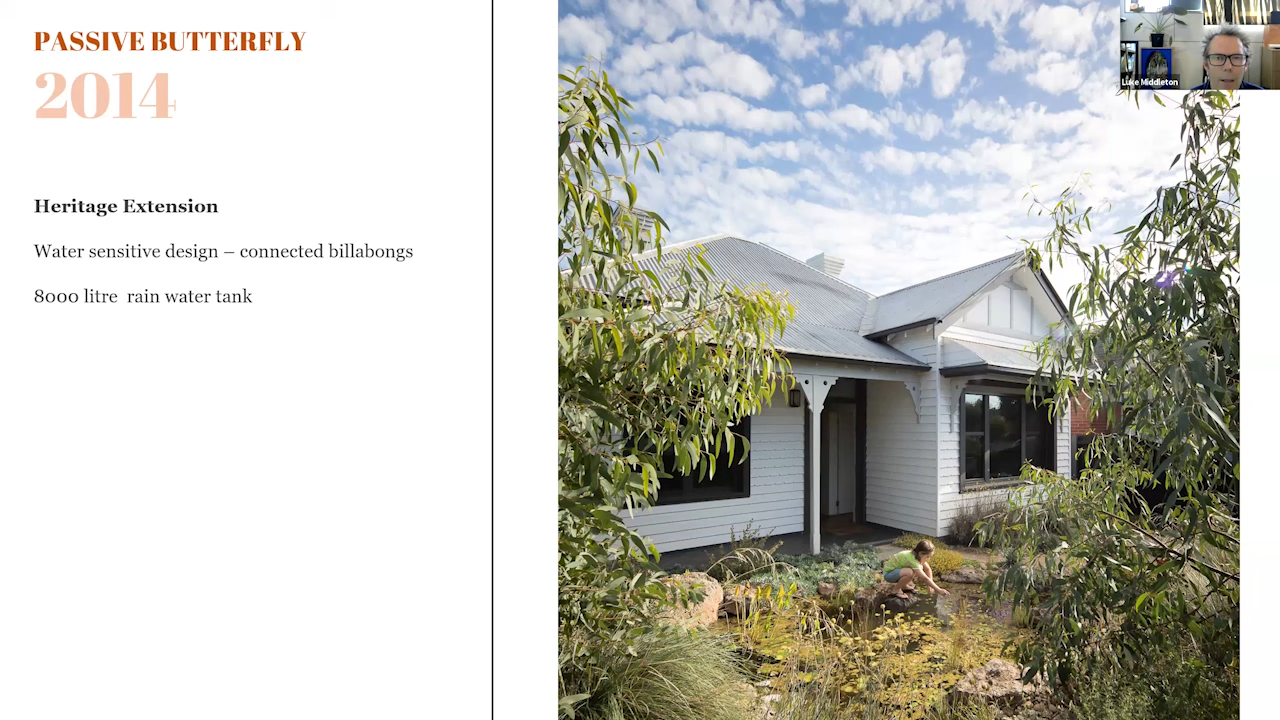 PASSIVE BUTTERFLY
2014
Heritage Extension
Water sensitive design – connected billabongs
8000 litre  rain water tank
Luke Middleton